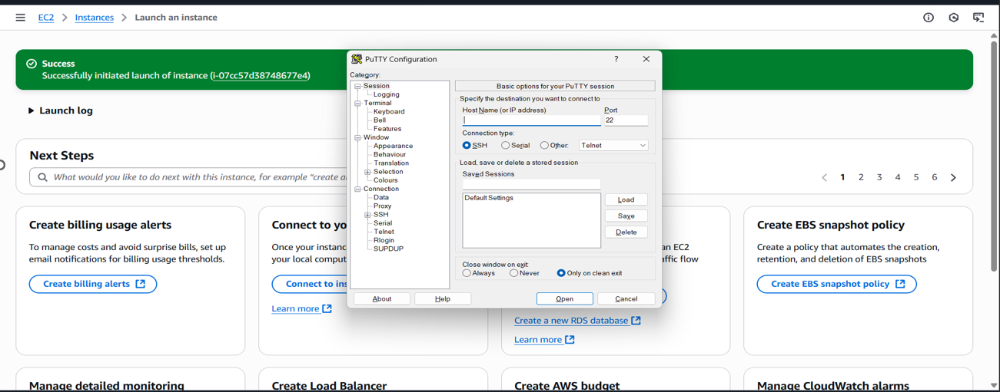 EC2 > Instances > Launch an instance
Success
Successfully initiated launch of instance (i-07cc57d38748677e4)
Launch log
Next Steps
What would you like to do next with this instance, for example "create
1 2 3 4 5 6
Create billing usage alerts
To manage costs and avoid surprise bills, set up
email notifications for billing usage thresholds.
Create billing alerts
Connect to yo
Once your instanc
your local comput
Connect to ins
Learn more
an EC2
affic flow
Create a new RDS database
Learn more
Create EBS snapshot policy
Create a policy that automates the creation,
retention, and deletion of EBS snapshots
Create EBS snapshot policy
Manage detailed monitoring
Create Load Balancer
Create AWS budget
Manage CloudWatch alarms
PuTTY Configuration
?
Category:
Session
Logging
Terminal
Keyboard
Bell
Features
Window
Appearance
Behaviour
Translation
Selection
Colours
Connection
Data
Proxy
SSH
Serial
Telnet
Rlogin
SUPDUP
Basic options for your PuTTY session
Specify the destination you want to connect to
Host Name (or IP address) Port
22
Connection type:
SSH Serial Other: Telnet
Load, save or delete a stored session
Saved Sessions
Default Settings
Load
Save
Delete
Close window on exit:
Always Never Only on clean exit
About Help Open Cancel